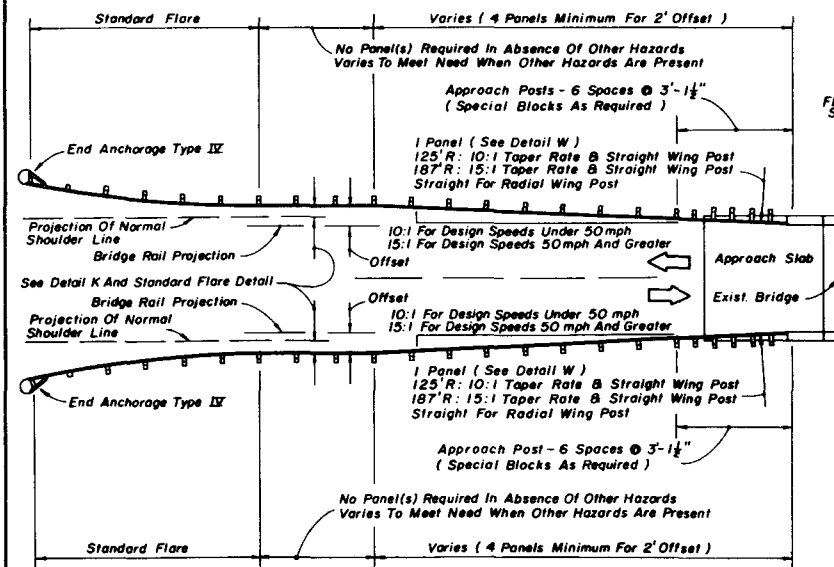 Standard Flare
Varies ( 4 Panels Minimum For 2' Offset )
No Panel(s) Required In Absence Of Other Hazards
Varies To Meet Need When Other Hazards Are Present
Approach Posts - 6 Spaces @ 3'-1½"
( Special Blocks As Required )
End Anchorage Type IV
1 Panel ( See Detail W )
125' R: 10:1 Taper Rate & Straight Wing Post
187' R: 15:1 Taper Rate & Straight Wing Post
Straight For Radial Wing Post
Projection Of Normal
Shoulder Line
Bridge Rail Projection
10:1 For Design Speeds Under 50 mph
15:1 For Design Speeds 50 mph And Greater
Offset
Approach Slab
See Detail K And Standard Flare Detail
Bridge Rail Projection
Offset
Exist. Bridge
Projection Of Normal
Shoulder Line
10:1 For Design Speeds Under 50 mph
15:1 For Design Speeds 50 mph And Greater
End Anchorage Type IV
1 Panel ( See Detail W )
125' R: 10:1 Taper Rate & Straight Wing Post
187' R: 15:1 Taper Rate & Straight Wing Post
Straight For Radial Wing Post
Approach Post - 6 Spaces @ 3'-1½"
( Special Blocks As Required )
No Panel(s) Required In Absence Of Other Hazards
Varies To Meet Need When Other Hazards Are Present
Standard Flare
Varies ( 4 Panels Minimum For 2' Offset )